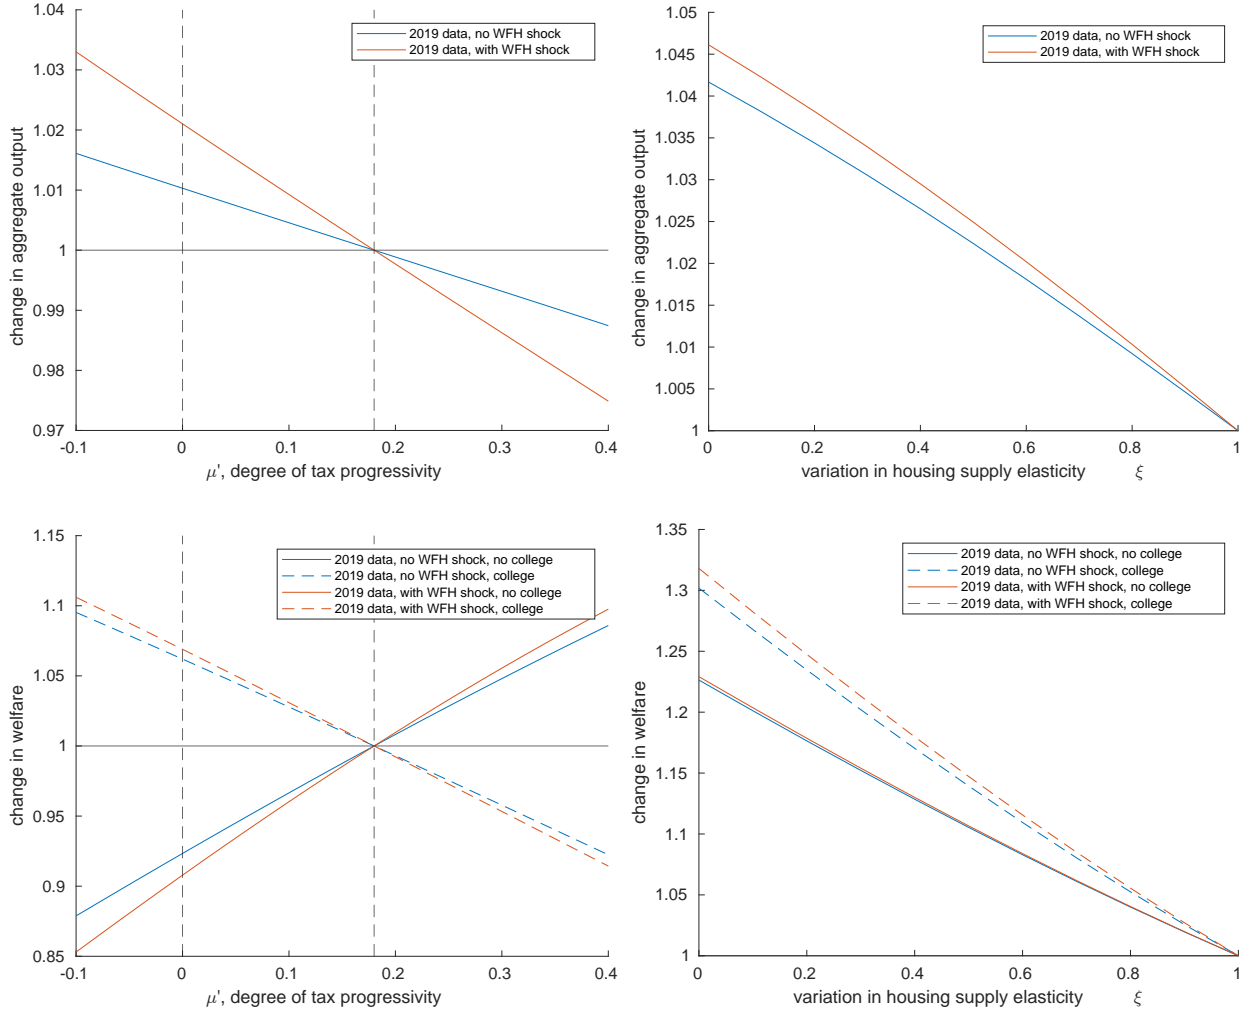 1.04
1.03
1.02
1.01
1
0.99
0.98
0.97
-0.1 0 0.1 0.2 0.3 0.4
change in aggregate output
μ', degree of tax progressivity
2019 data, no WFH shock
2019 data, with WFH shock
1.05
1.045
1.04
1.035
1.03
1.025
1.02
1.015
1.01
1.005
1
0 0.2 0.4 0.6 0.8 1
change in aggregate output
variation in housing supply elasticity ξ
2019 data, no WFH shock
2019 data, with WFH shock
1.15
1.1
1.05
1
0.95
0.9
0.85
-0.1 0 0.1 0.2 0.3 0.4
change in welfare
μ', degree of tax progressivity
2019 data, no WFH shock, no college
2019 data, no WFH shock, college
2019 data, with WFH shock, no college
2019 data, with WFH shock, college
1.35
1.3
1.25
1.2
1.15
1.1
1.05
1
0 0.2 0.4 0.6 0.8 1
change in welfare
variation in housing supply elasticity ξ
2019 data, no WFH shock, no college
2019 data, no WFH shock, college
2019 data, with WFH shock, no college
2019 data, with WFH shock, college